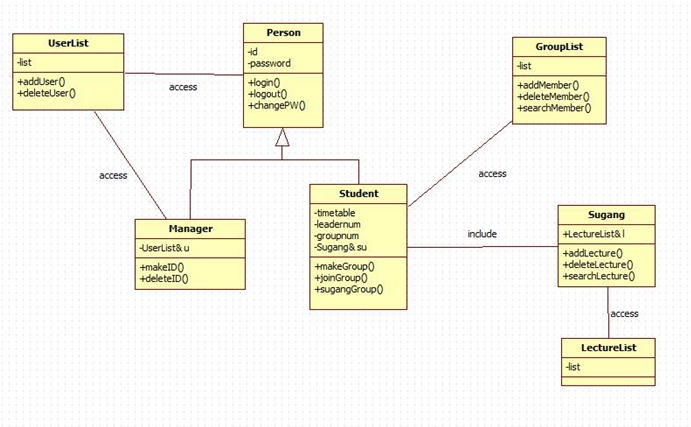 UserList
-list
+addUser()
+deleteUser()
access
Person
-id
-password
+login()
+logout()
+changePW()
GroupList
-list
+addMember()
+deleteMember()
+searchMember()
access
access
Manager
-UserList& u
+makeID()
+deleteID()
Student
-timetable
-leadernum
-groupnum
-Sugang& su
+makeGroup()
+joinGroup()
+sugangGroup()
include
Sugang
+LectureList& l
+addLecture()
+deleteLecture()
+searchLecture()
access
LectureList
-list